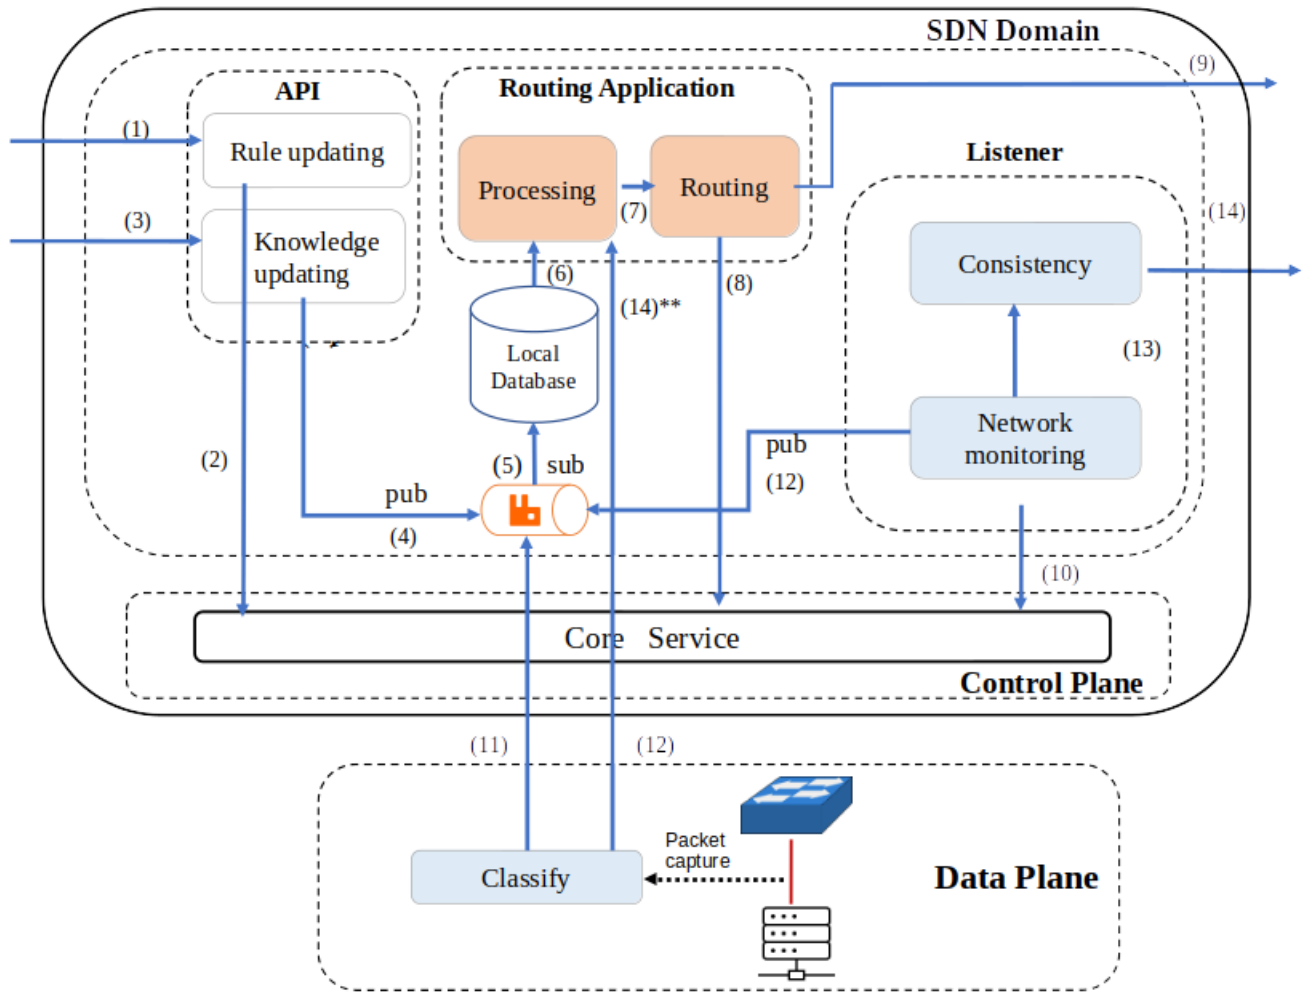 SDN Domain
(9)
API
Routing Application
(1)
Rule updating
Listener
Processing
Routing
(7)
(3)
(14)
Knowledge
updating
Consistency
(6)
(8)
(14)**
Local
Database
(13)
Network
monitoring
pub
(2)
(5)
sub
(12)
pub
(4)
(10)
Core Service
Control Plane
(11)
(12)
Packet
capture
Classify
Data Plane